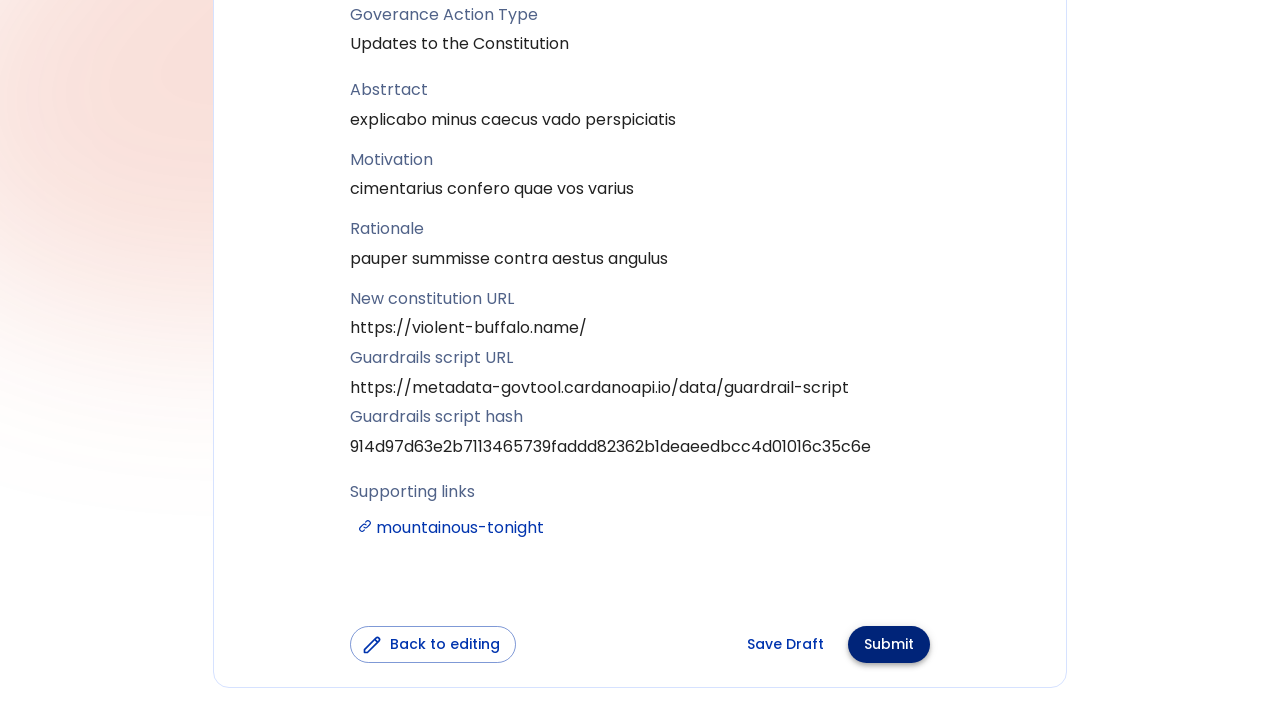 Goverance Action Type
Updates to the Constitution
Abstrtact
explicabo minus caecus vado perspiciatis
Motivation
cimentarius confero quae vos varius
Rationale
pauper summisse contra aestus angulus
New constitution URL
https://violent-buffalo.name/
Guardrails script URL
https://metadata-govtool.cardanoapi.io/data/guardrail-script
Guardrails script hash
914d97d63e2b7113465739faddd82362b1deaeedbcc4d01016c35c6e
Supporting links
mountainous-tonight
Back to editing
Save Draft
Submit